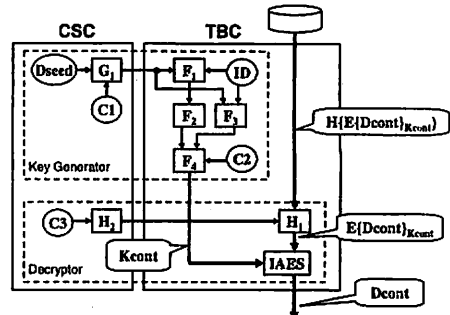 CSC
TBC
Dseed
G1
F1
ID
C1
F2
F3
F4
C2
Key Generator
H{E{Dcont}Kcont}
C3
H2
H1
E{Dcont}Kcont
Kcont
IAES
Decryptor
Dcont